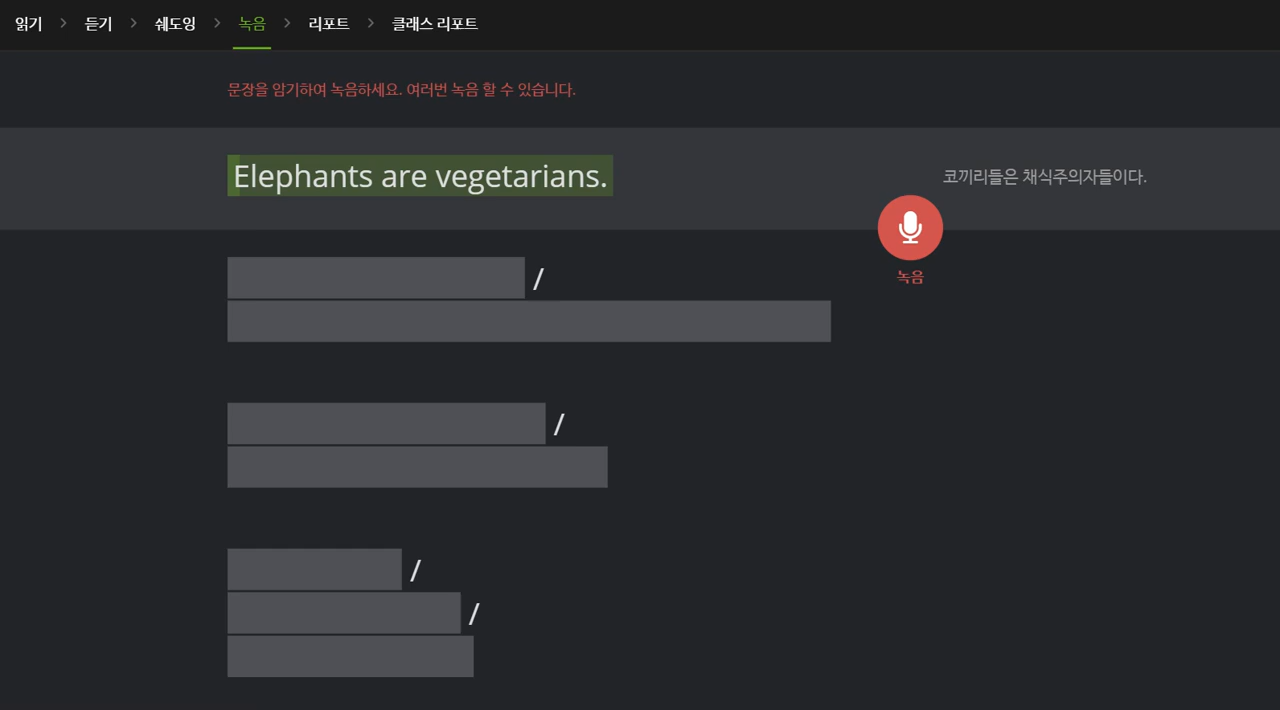 읽기 > 듣기 > 쉐도잉 > 녹음 > 리포트 > 클래스 리포트
문장을 암기하여 녹음하세요. 여러번 녹음 할 수 있습니다.
Elephants are vegetarians.
코끼리들은 채식주의자들이다.
녹음
/
/
/
/